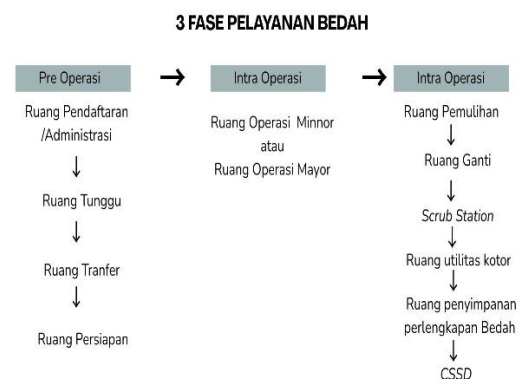 3 FASE PELAYANAN BEDAH
Pre Operasi
Ruang Pendaftaran
/Administrasi
Ruang Tunggu
Ruang Tranfer
Ruang Persiapan
Intra Operasi
Ruang Operasi Minnor
atau
Ruang Operasi Mayor
Intra Operasi
Ruang Pemulihan
Ruang Ganti
Scrub Station
Ruang utilitas kotor
Ruang penyimpanan
perlengkapan Bedah
CSSD